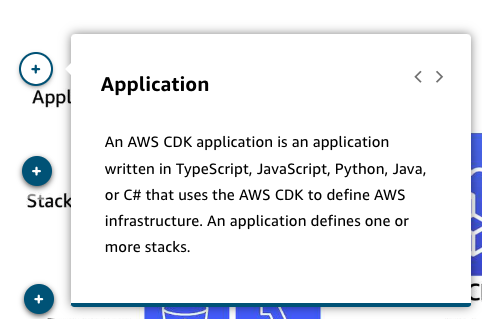 Application
Appl
An AWS CDK application is an application
written in TypeScript, JavaScript, Python, Java,
or C# that uses the AWS CDK to define AWS
Stack
infrastructure. An application defines one or
more stacks.